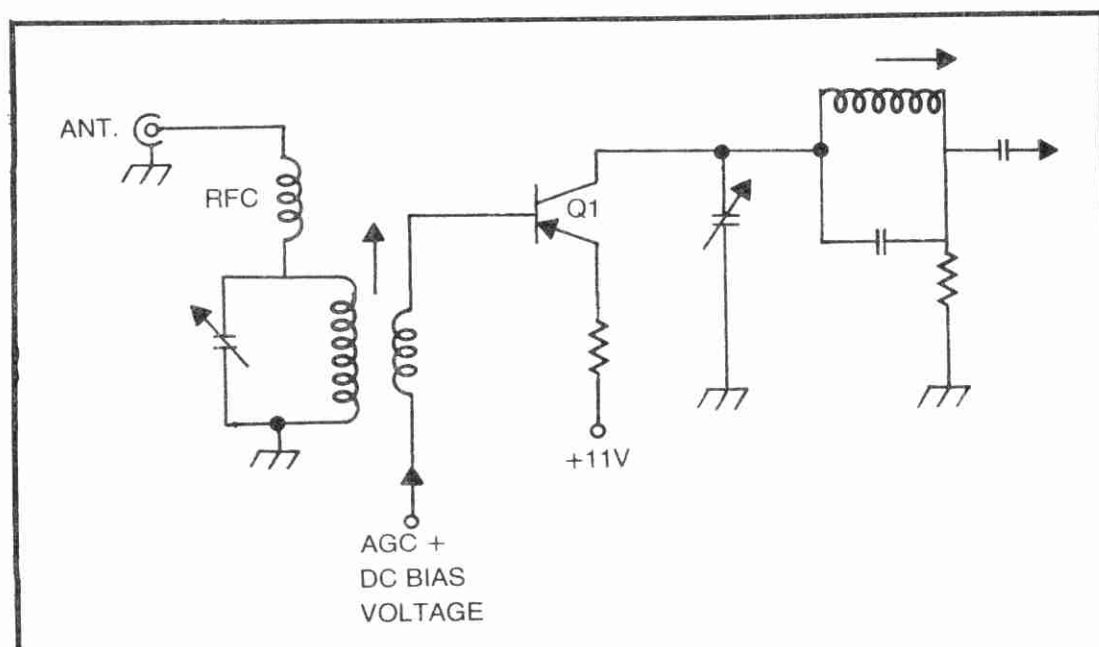 ANT.
RFC
Q1
+11V
AGC +
DC BIAS
VOLTAGE